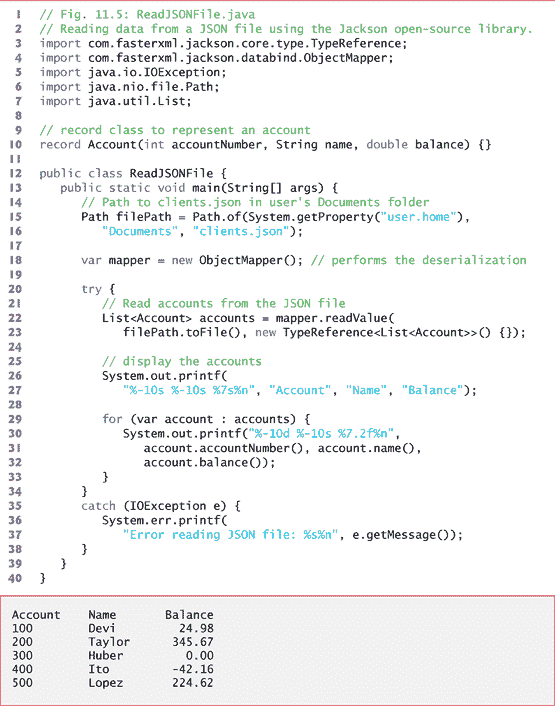 1 // Fig. 11.5: ReadJSONFile.java
2 // Reading data from a JSON file using the Jackson open-source library.
3 import com.fasterxml.jackson.core.type.TypeReference;
4 import com.fasterxml.jackson.databind.ObjectMapper;
5 import java.io.IOException;
6 import java.nio.file.Path;
7 import java.util.List;
8
9 // record class to represent an account
10 record Account(int accountNumber, String name, double balance) {}
11
12 public class ReadJSONFile {
13    public static void main(String[] args) {
14       // Path to clients.json in user's Documents folder
15       Path filePath = Path.of(System.getProperty("user.home"),
16          "Documents", "clients.json");
17
18       var mapper = new ObjectMapper(); // performs the deserialization
19
20       try {
21          // Read accounts from the JSON file
22          List<Account> accounts = mapper.readValue(
23             filePath.toFile(), new TypeReference<List<Account>>() {});
24
25          // display the accounts
26          System.out.printf(
27             "%-10s %-10s %7s%n", "Account", "Name", "Balance");
28
29          for (var account : accounts) {
30             System.out.printf("%-10d %-10s %7.2f%n",
31                account.accountNumber(), account.name(),
32                account.balance());
33          }
34       }
35       catch (IOException e) {
36          System.err.printf(
37             "Error reading JSON file: %s%n", e.getMessage());
38       }
39    }
40 }
Account    Name       Balance
100        Devi         24.98
200        Taylor      345.67
300        Huber         0.00
400        Ito         -42.16
500        Lopez       224.62